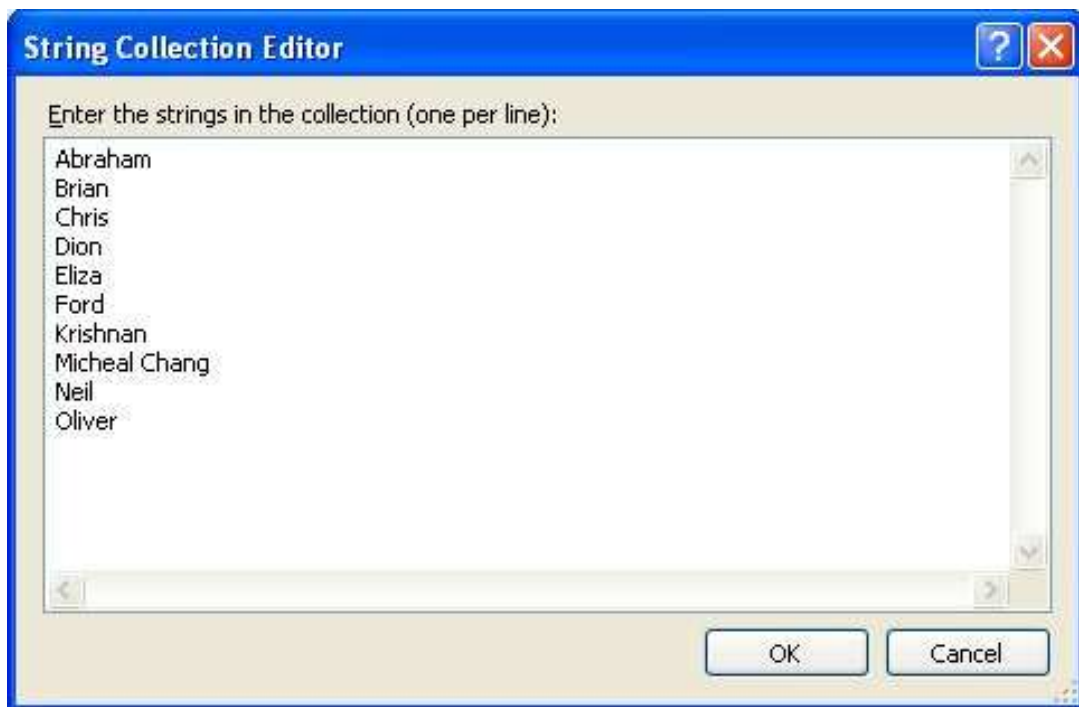 String Collection Editor
Enter the strings in the collection (one per line):
Abraham
Brian
Chris
Dion
Eliza
Ford
Krishnan
Micheal Chang
Neil
Oliver
OK Cancel